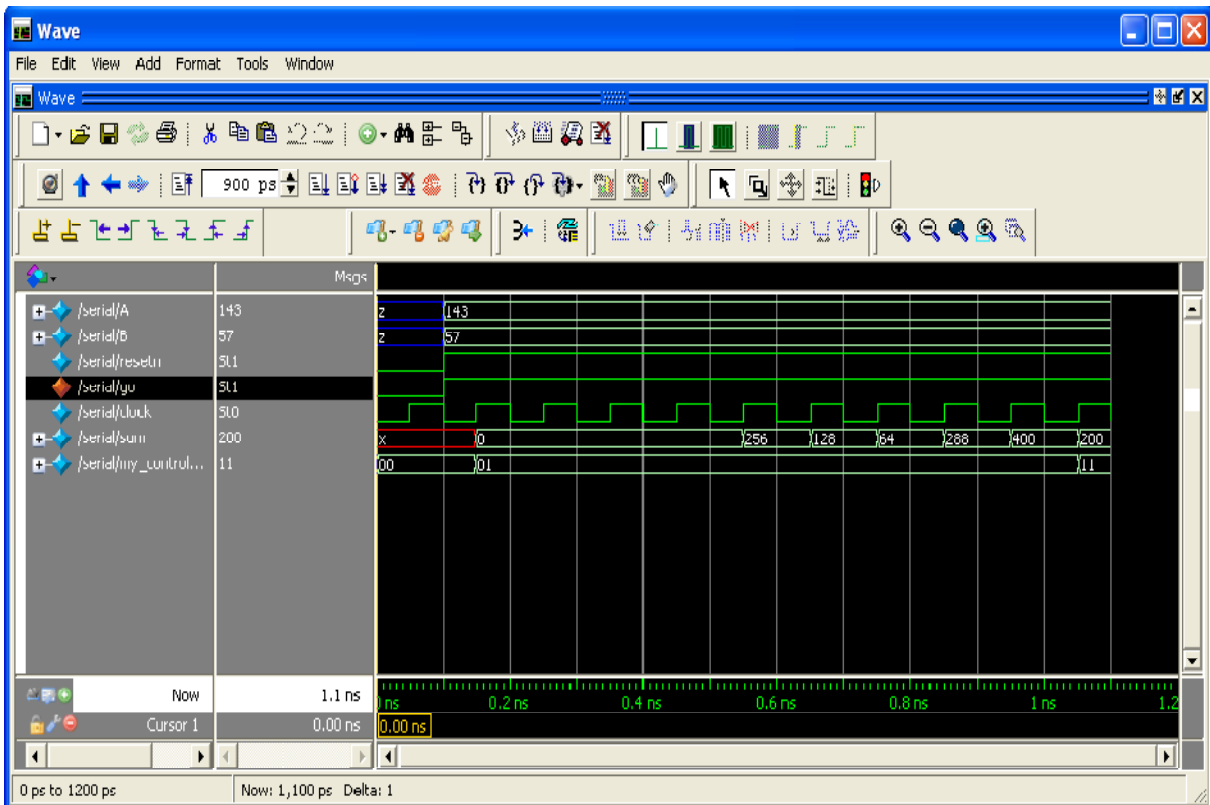 Wave
File Edit View Add Format Tools Window
Wave
900 ps
Msgs
/serial/A 143 z 143
/serial/B 57 z 57
/serial/resetn St1
/serial/go St1
/serial/clock St0
/serial/sum 200 x 0 256 128 64 288 400 200
/serial/my_control... 11 00 01 11
Now 1.1 ns ns 0.2 ns 0.4 ns 0.6 ns 0.8 ns 1 ns 1.2
Cursor 1 0.00 ns 0.00 ns
0 ps to 1200 ps Now: 1,100 ps Delta: 1